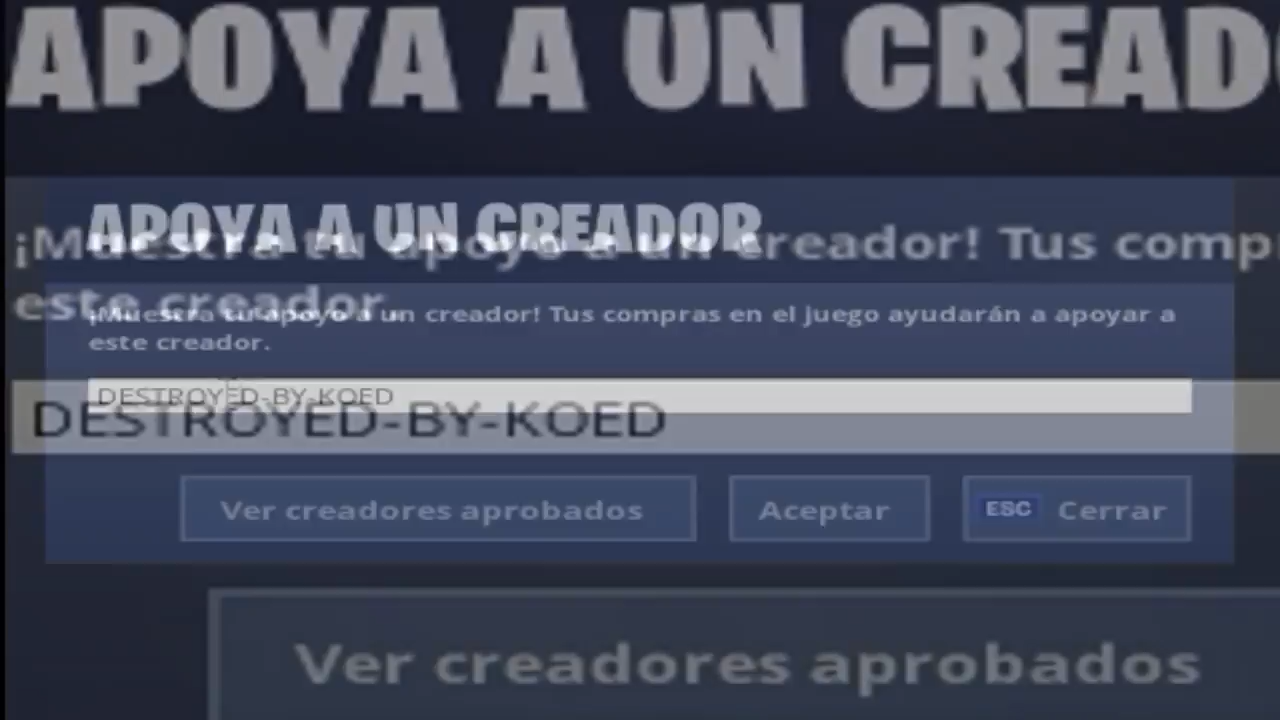 APOYA A UN CREADO
APOYA A UN CREADOR
¡Muestra tu apoyo a un creador! Tus comp
este creador.
¡Muestra tu apoyo a un creador! Tus compras en el juego ayudarán a apoyar a
este creador.
DESTROYED-BY-KOED
DESTROYED-BY-KOED
Ver creadores aprobados
Aceptar
ESC Cerrar
Ver creadores aprobados